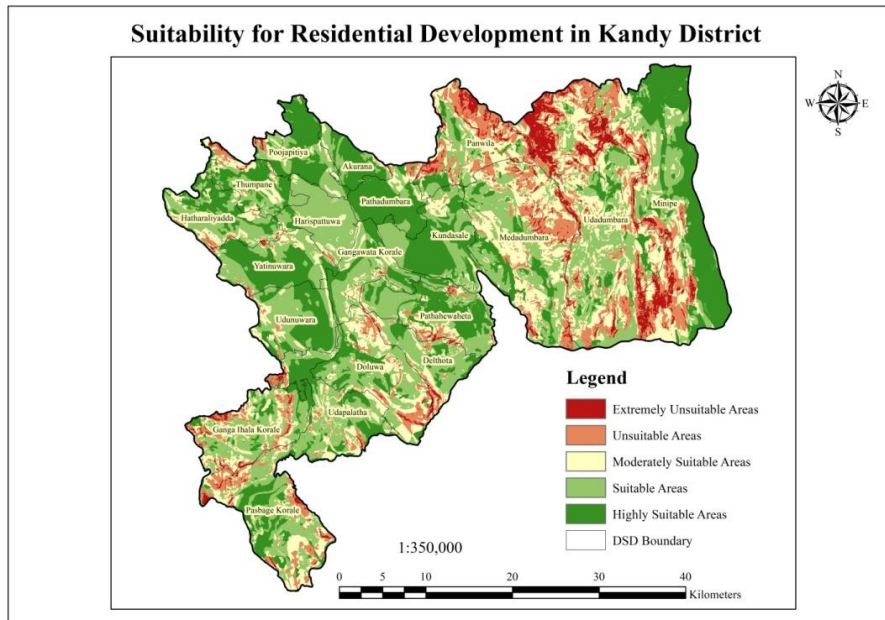 Suitability for Residential Development in Kandy District
N
W E
S
Panwila
Poojapitiya
Akurana
Thumpane
Pathadumbara
Minipe
Hatharaliyadda
Harispattuwa
Udadumbara
Kundasale
Medadumbara
Gangawata Korale
Yatinuwara
Udunuwara
Pathahewaheta
Delthota
Doluwa
Udapalatha
Ganga Ihala Korale
Pasbage Korale
Legend
Extremely Unsuitable Areas
Unsuitable Areas
Moderately Suitable Areas
Suitable Areas
Highly Suitable Areas
DSD Boundary
1:350,000
0 5 10 20 30 40
Kilometers